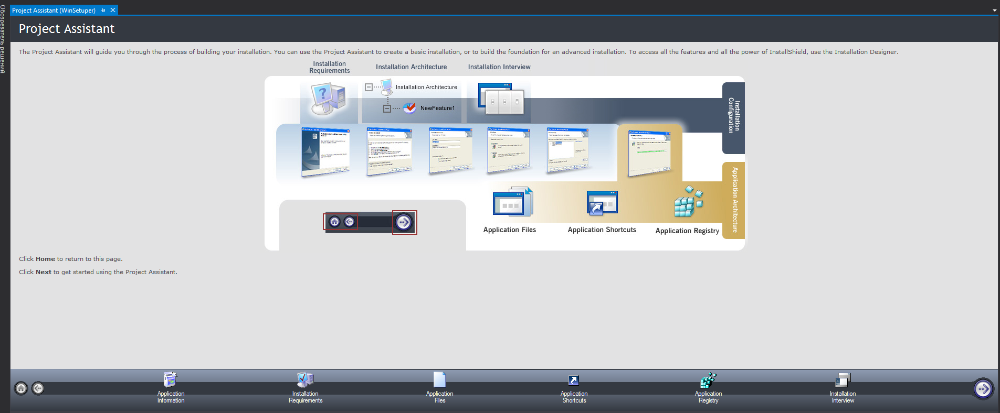 Обозреватель решений
Project Assistant (WinSetuper)
Project Assistant
The Project Assistant will guide you through the process of building your installation. You can use the Project Assistant to create a basic installation, or to build the foundation for an advanced installation. To access all the features and all the power of InstallShield, use the Installation Designer.
Installation
Requirements
Installation Architecture
Installation Interview
Installation Architecture
NewFeature1
Installation
Configuration
Application Architecture
Application Files
Application Shortcuts
Application Registry
Click Home to return to this page.
Click Next to get started using the Project Assistant.
Application
Information
Installation
Requirements
Application
Files
Application
Shortcuts
Application
Registry
Installation
Interview